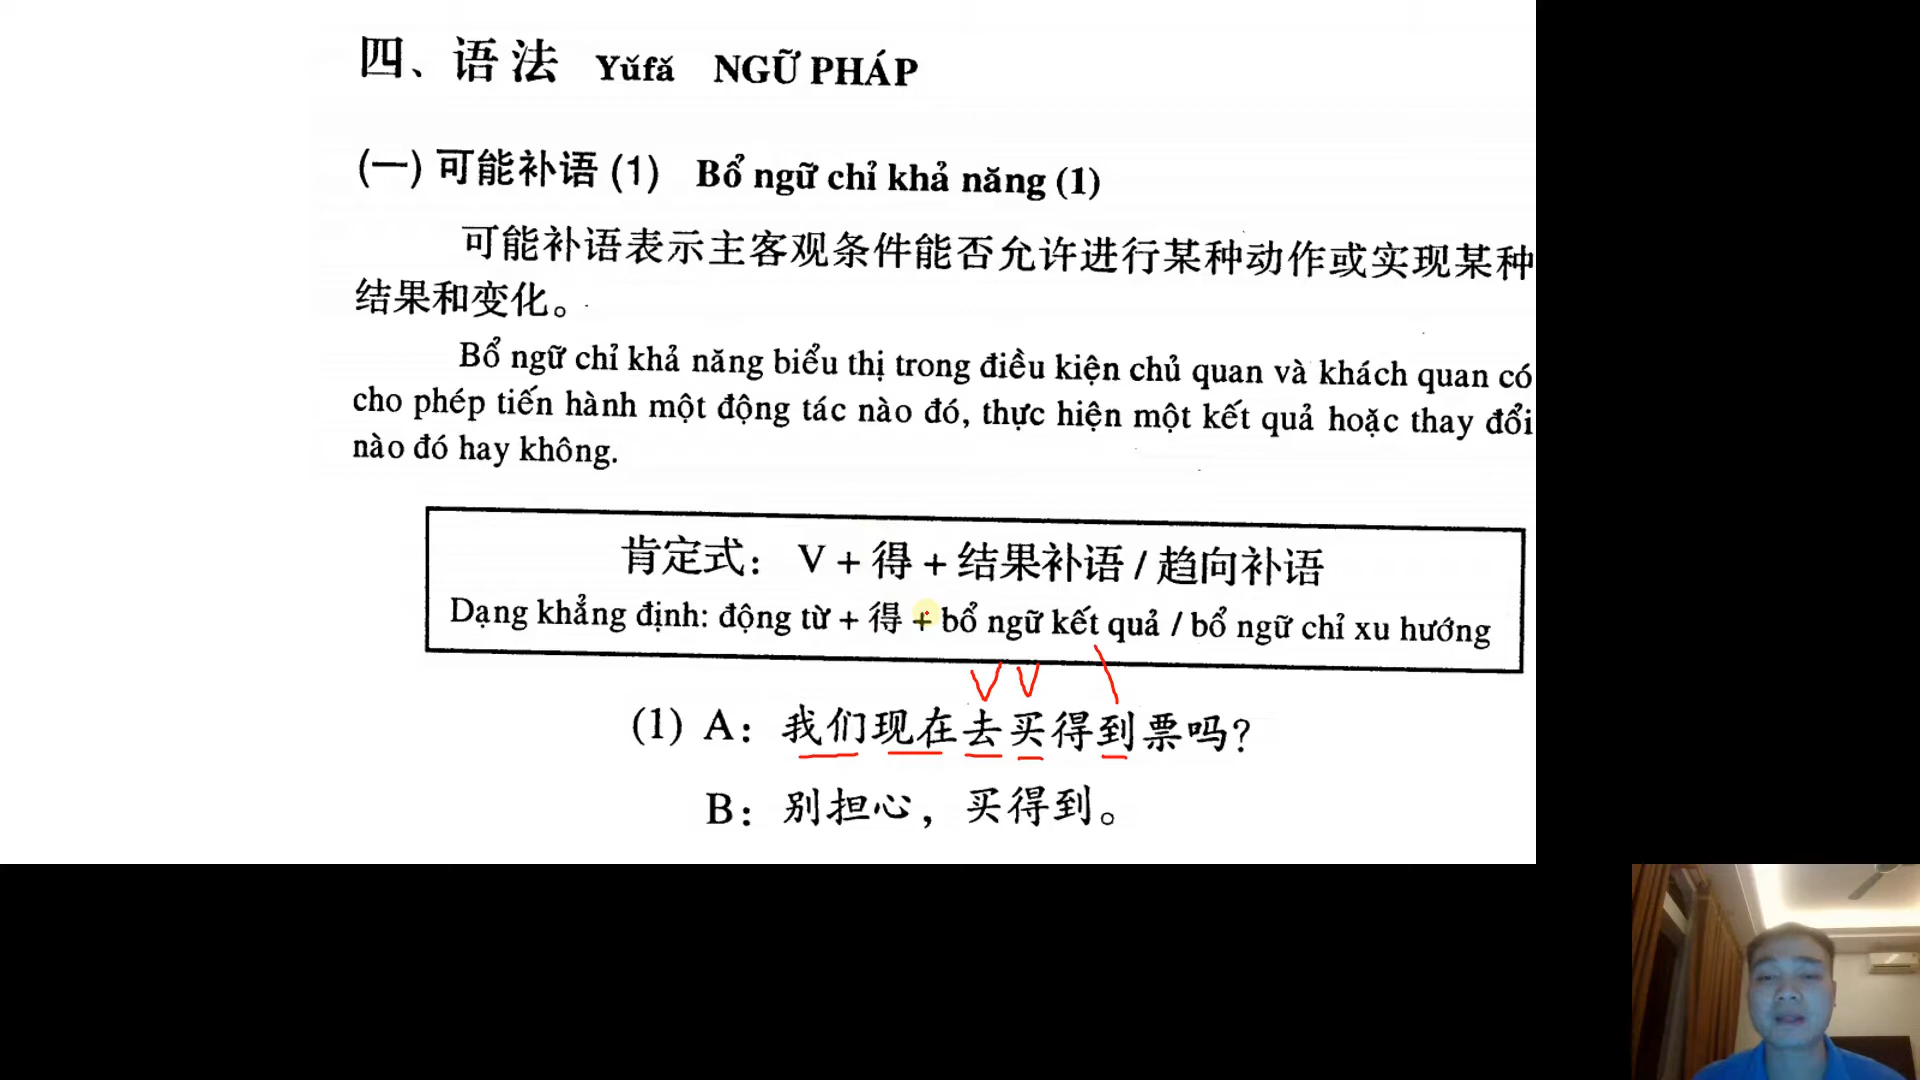 四、语法 Yǔfǎ NGỮ PHÁP
(一) 可能补语 (1) Bổ ngữ chỉ khả năng (1)
可能补语表示主客观条件能否允许进行某种动作或实现某种
结果和变化。
Bổ ngữ chỉ khả năng biểu thị trong điều kiện chủ quan và khách quan có
cho phép tiến hành một động tác nào đó, thực hiện một kết quả hoặc thay đổi
nào đó hay không.
肯定式: V + 得 + 结果补语 / 趋向补语
Dạng khẳng định: động từ + 得 + bổ ngữ kết quả / bổ ngữ chỉ xu hướng
V V
(1) A: 我们现在去买得到票吗?
B: 别担心, 买得到。